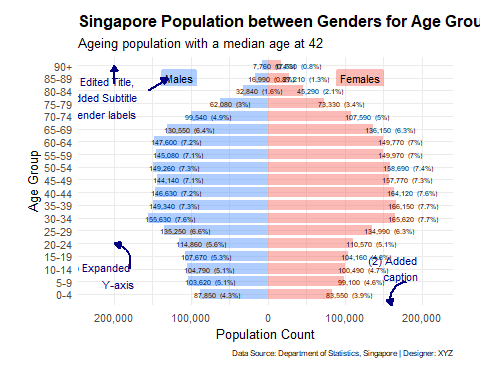 Singapore Population between Genders for Age Grou
Ageing population with a median age at 42
90+ 7,760
85–89 16,990 27,210 (1.3%)
Edited Title,
Males
Females
80–84 32,840 (1.6%) 45,290 (2.1%)
dded Subtitle
75–79 62,080 (3%) 73,330 (3.4%)
70–74 99,540 (4.9%) 107,590 (5%)
ender labels
65–69 130,550 (6.4%) 136,150 (6.3%)
60–64 147,600 (7.2%) 149,770 (7%)
55–59 145,080 (7.1%) 149,970 (7%)
50–54 149,260 (7.3%) 158,690 (7.4%)
45–49 144,140 (7.1%) 157,770 (7.3%)
40–44 146,630 (7.2%) 164,120 (7.6%)
35–39 149,340 (7.3%) 166,150 (7.7%)
30–34 155,630 (7.6%) 165,620 (7.7%)
25–29 135,250 (6.6%) 134,990 (6.3%)
20–24 114,860 (5.6%) 110,570 (5.1%)
15–19 107,670 (5.3%) 104,160
(2) Added
10–14 104,790 (5.1%) 100,490 (4.7%)
Expanded
caption
5–9 103,620 (5.1%) 99,100 (4.6%)
Y-axis
0–4 87,850 (4.3%) 83,550 (3.9%)
Age Group
200,000 100,000 0 100,000 200,000
Population Count
Data Source: Department of Statistics, Singapore | Designer: XYZ